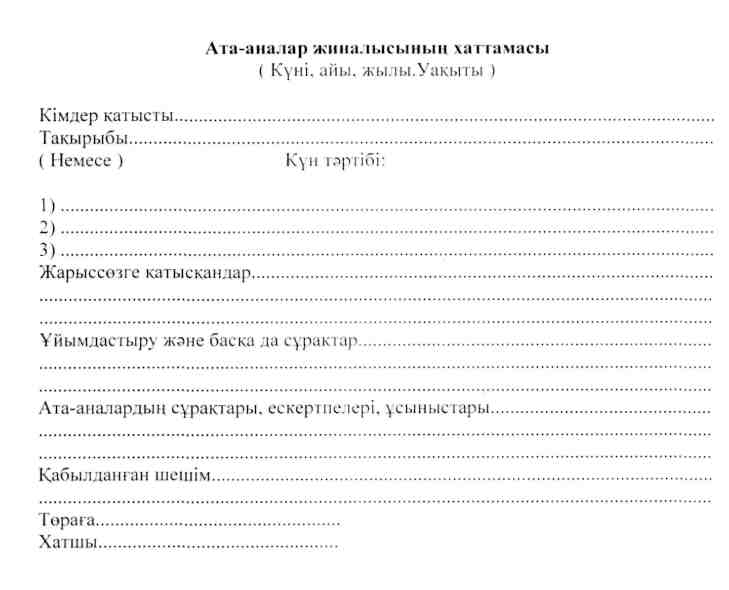 Ата-аналар жиналысының хаттамасы
( Күні, айы, жылы.Уақыты )
Кімдер қатысты....................................................................................................
Тақырыбы............................................................................................................
( Немесе ) Күн тәртібі:
1) ........................................................................................................................
2) ........................................................................................................................
3) ........................................................................................................................
Жарыссөзге қатысқандар....................................................................................
............................................................................................................................
............................................................................................................................
Ұйымдастыру және басқа да сұрақтар.................................................................
............................................................................................................................
............................................................................................................................
Ата-аналардың сұрақтары, ескертпелері, ұсыныстары........................................
............................................................................................................................
............................................................................................................................
Қабылданған шешім............................................................................................
............................................................................................................................
Төраға.............................................
Хатшы............................................